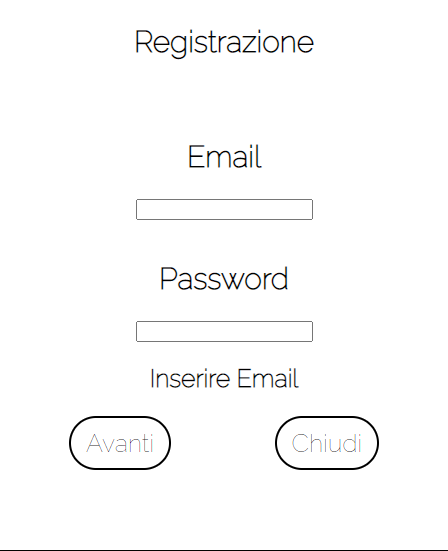 Registrazione
Email
Password
Inserire Email
Avanti
Chiudi